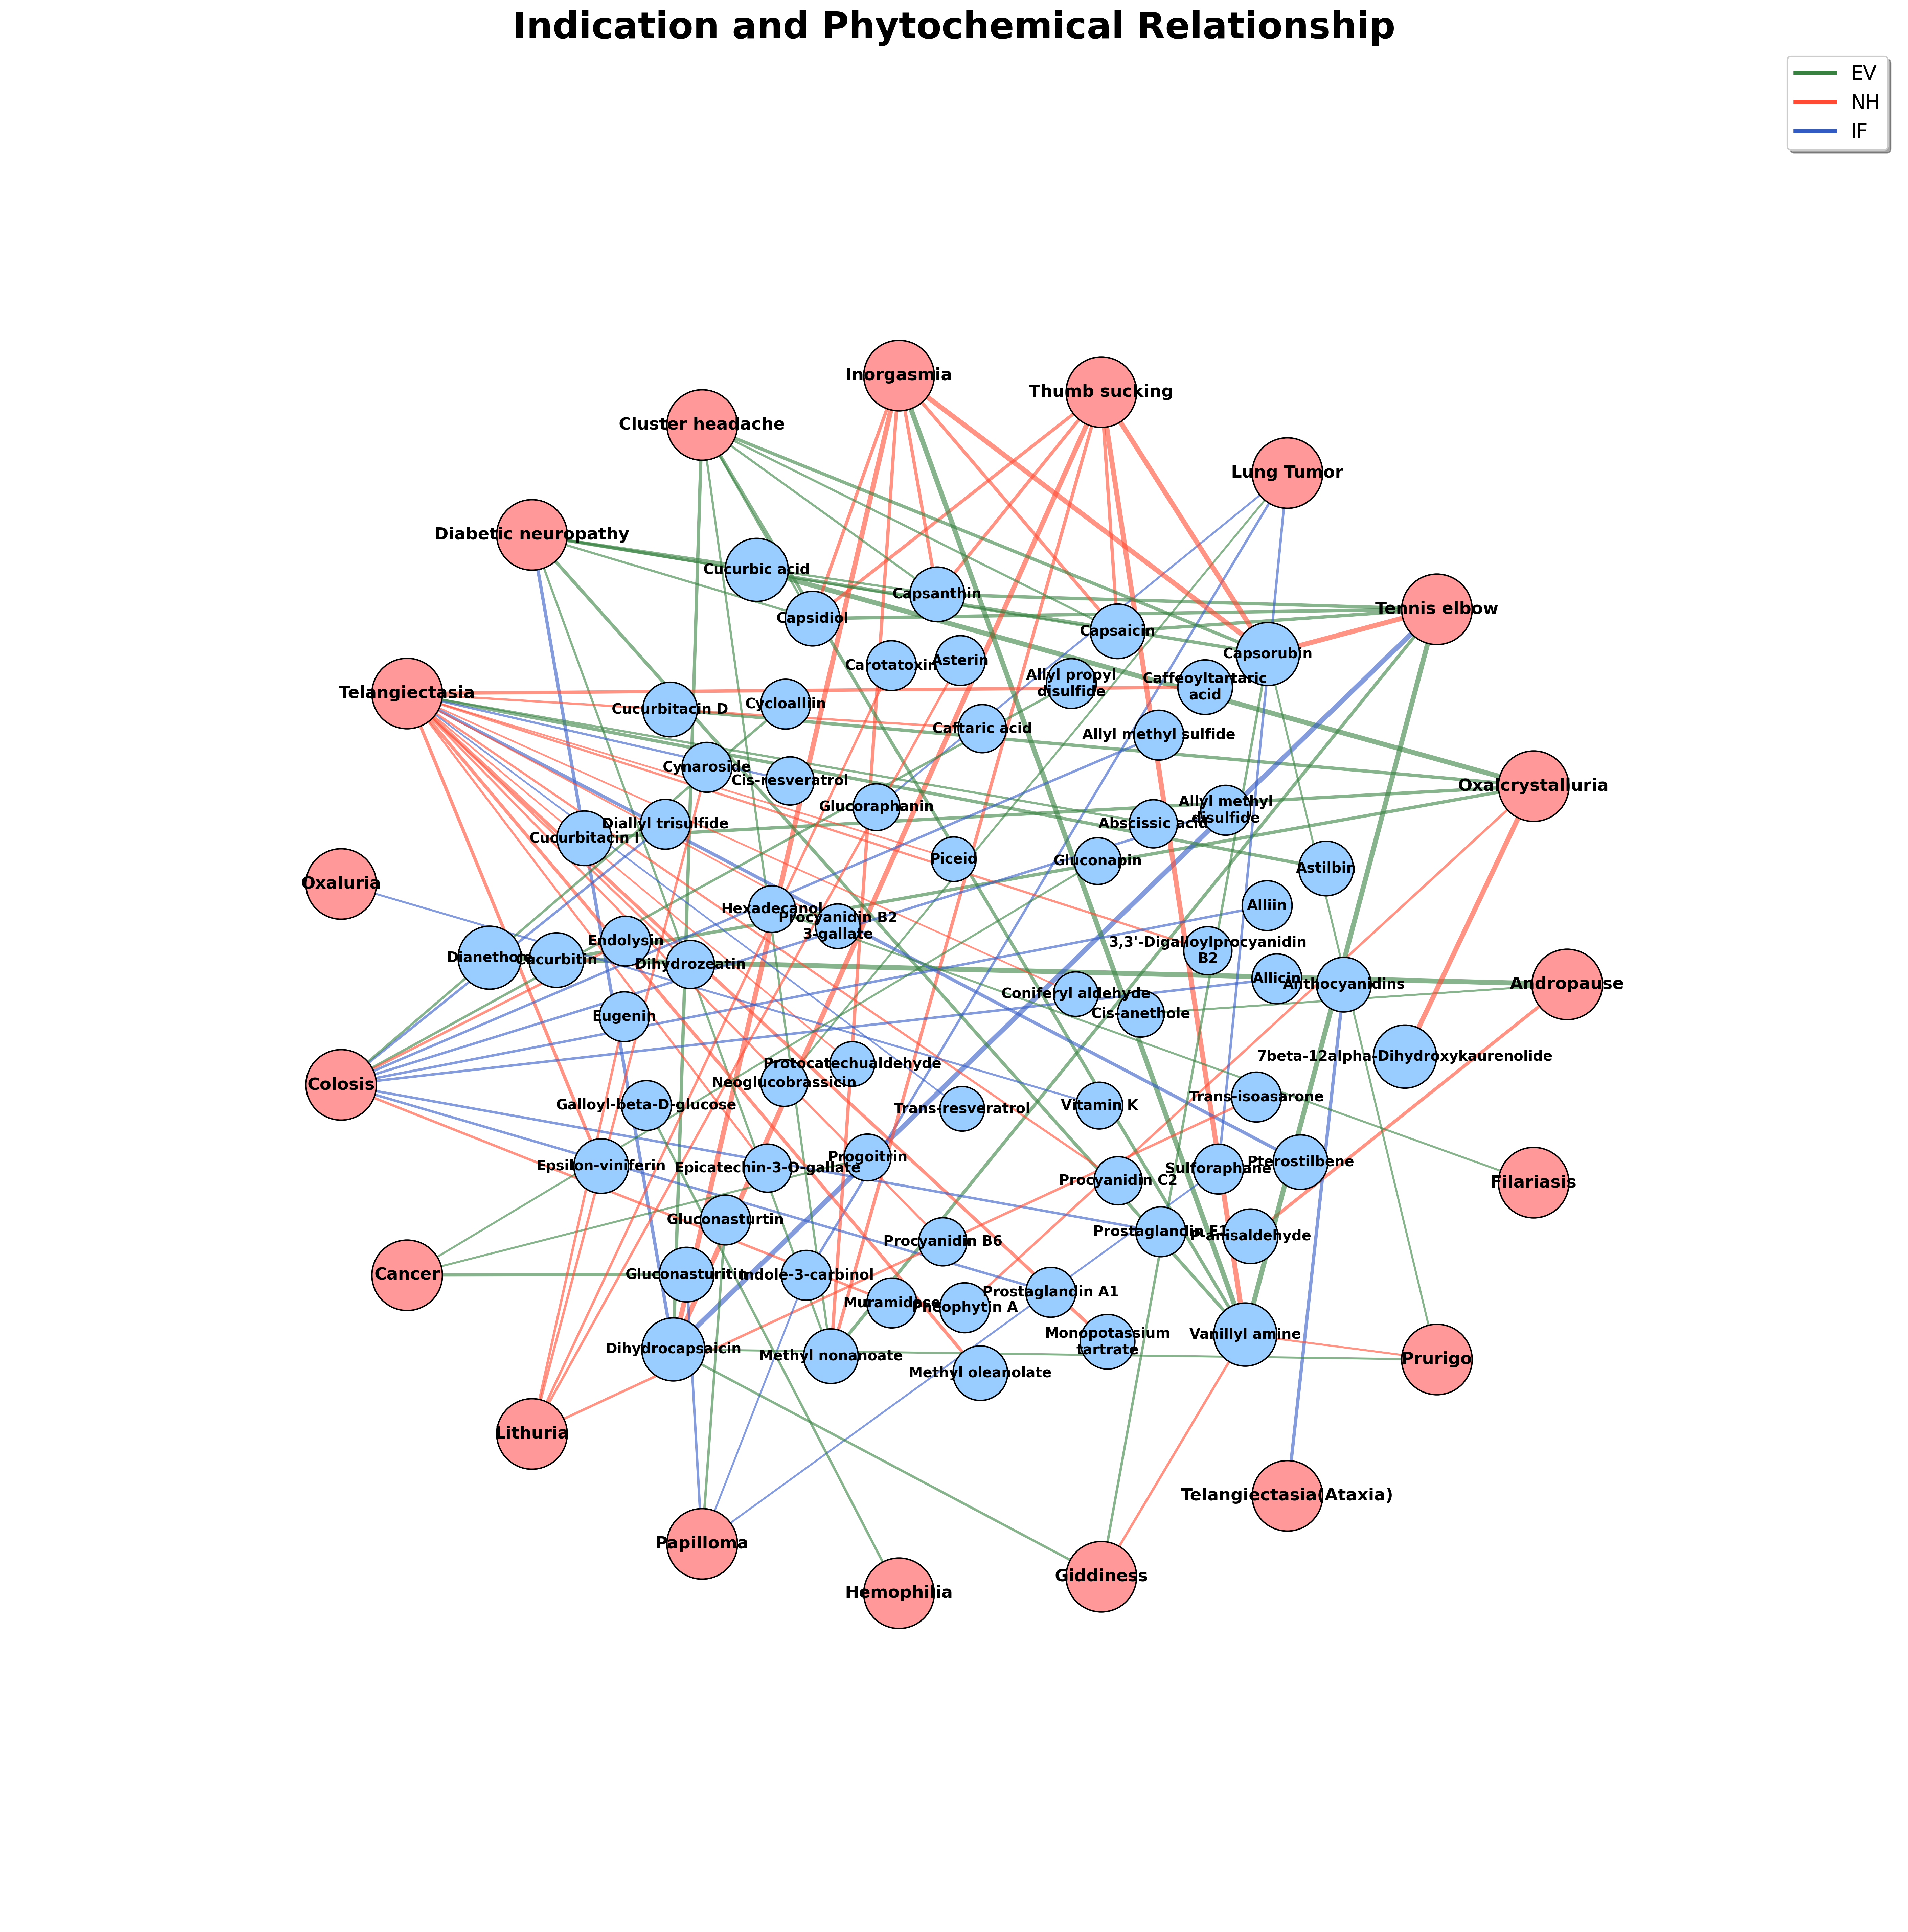 Indication and Phytochemical Relationship
EV
NH
IF
Inorgasmia
Thumb sucking
Cluster headache
Lung Tumor
Diabetic neuropathy
Cucurbic acid
Capsanthin
Tennis elbow
Capsidiol
Capsaicin
Capsorubin
Carotatoxin
Asterin
Allyl propyl
disulfide
Caffeoyltartaric
acid
Telangiectasia
Cucurbitacin D
Cycloalliin
Caftaric acid
Allyl methyl sulfide
Cynaroside
Cis-resveratrol
Oxalcrystalluria
Glucoraphanin
Allyl methyl
disulfide
Diallyl trisulfide
Abscissic acid
Cucurbitacin I
Piceid
Gluconapin
Astilbin
Oxaluria
Hexadecanol
Procyanidin B2
3-gallate
Alliin
Endolysin
3,3'-Digalloylprocyanidin
B2
Dianethole
Cucurbitin
Dihydrozeatin
Allicin
Anthocyanidins
Andropause
Coniferyl aldehyde
Cis-anethole
Eugenin
7beta-12alpha-Dihydroxykaurenolide
Protocatechualdehyde
Neoglucobrassicin
Colosis
Galloyl-beta-D-glucose
Trans-resveratrol
Vitamin K
Trans-isoasarone
Epsilon-viniferin
Epicatechin-3-O-gallate
Progoitrin
Procyanidin C2
Sulforaphane
Pterostilbene
Filariasis
Gluconasturtin
Procyanidin B6
Prostaglandin E1
P-anisaldehyde
Cancer
Gluconasturitin
Indole-3-carbinol
Muramidase
Pheophytin A
Prostaglandin A1
Dihydrocapsaicin
Methyl nonanoate
Methyl oleanolate
Monopotassium
tartrate
Vanillyl amine
Prurigo
Lithuria
Telangiectasia(Ataxia)
Papilloma
Hemophilia
Giddiness